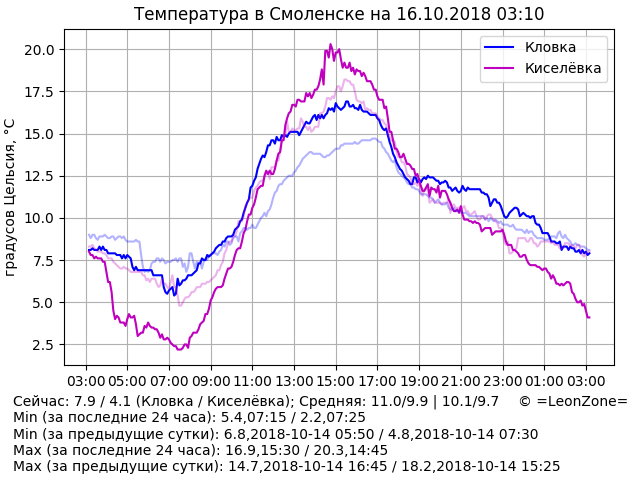 Температура в Смоленске на 16.10.2018 03:10
Кловка
Киселёвка
градусов Цельсия, °C
20.0
17.5
15.0
12.5
10.0
7.5
5.0
2.5
03:00 05:00 07:00 09:00 11:00 13:00 15:00 17:00 19:00 21:00 23:00 01:00 03:00
Сейчас: 7.9 / 4.1 (Кловка / Киселёвка); Средняя: 11.0/9.9 | 10.1/9.7 © =LeonZone=
Min (за последние 24 часа): 5.4,07:15 / 2.2,07:25
Min (за предыдущие сутки): 6.8,2018-10-14 05:50 / 4.8,2018-10-14 07:30
Max (за последние 24 часа): 16.9,15:30 / 20.3,14:45
Max (за предыдущие сутки): 14.7,2018-10-14 16:45 / 18.2,2018-10-14 15:25